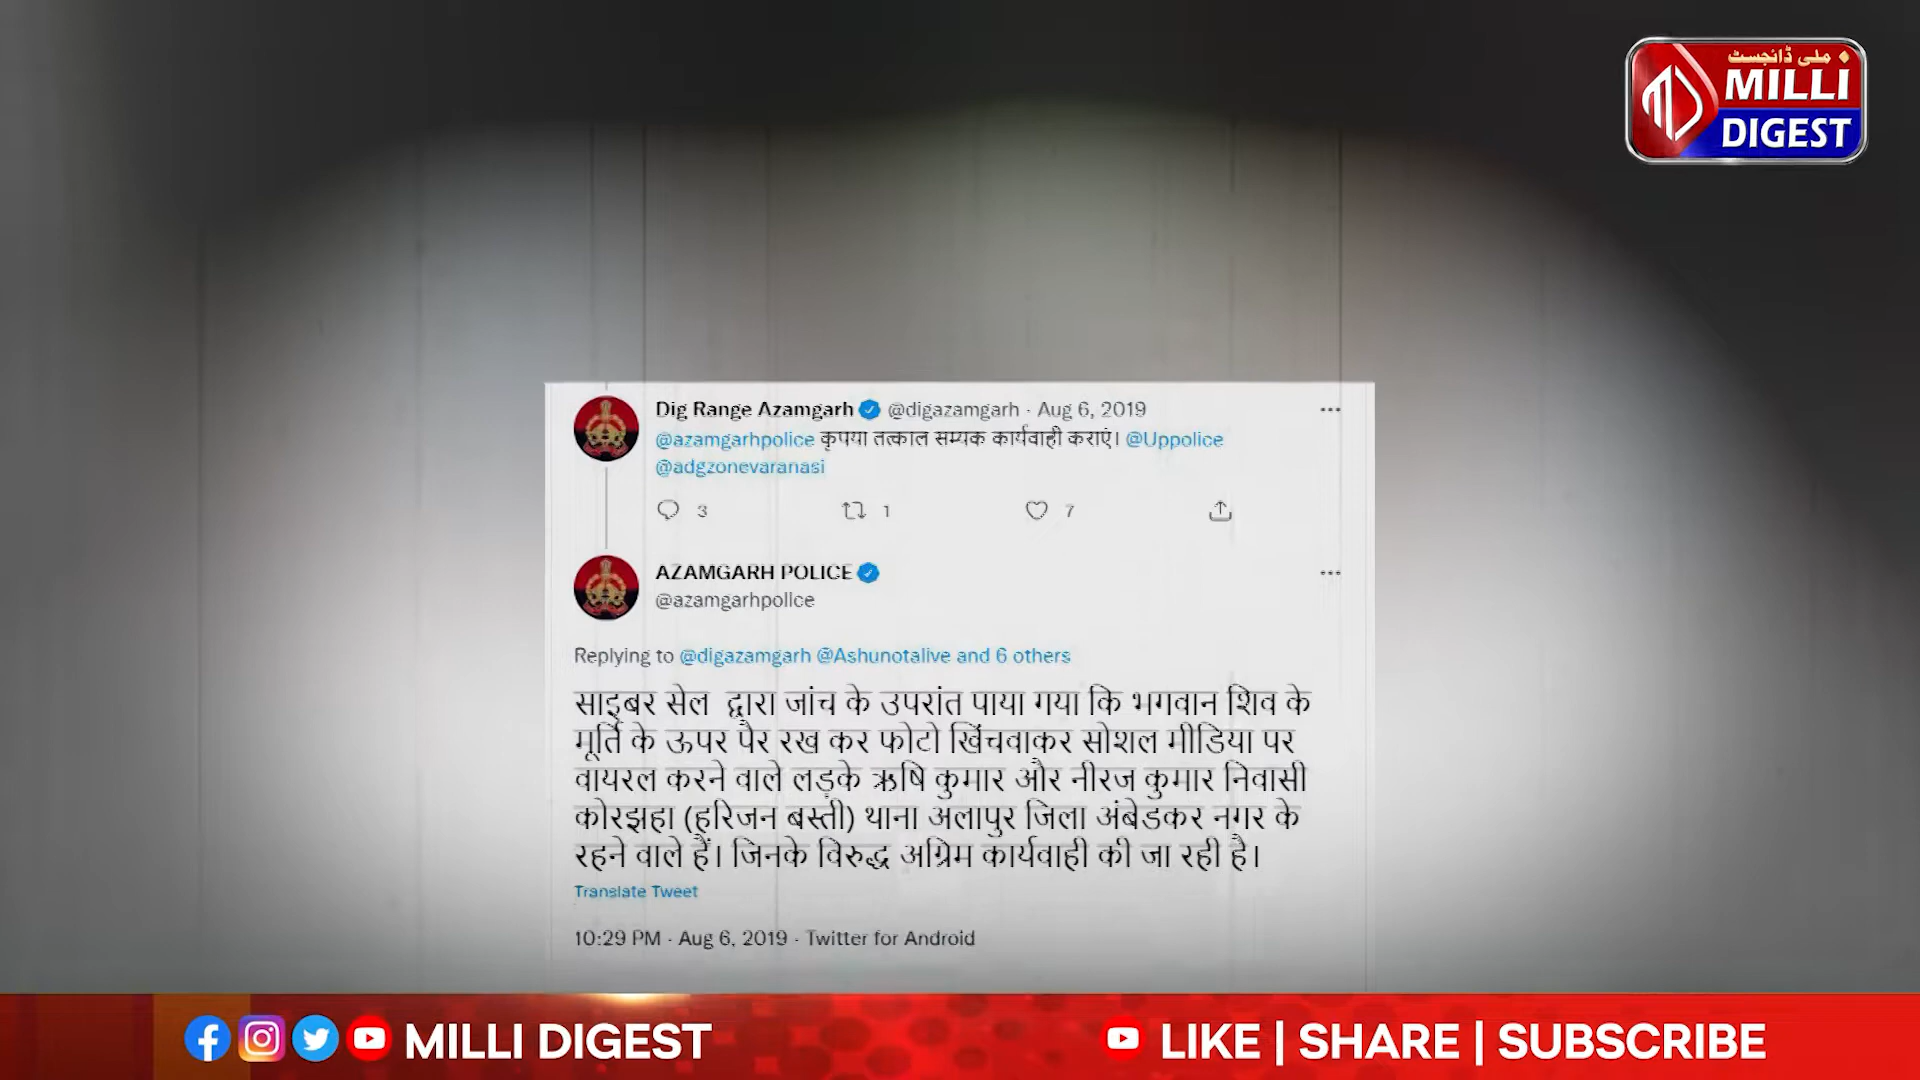 ملی ڈائجسٹ
MILLI
DIGEST
Dig Range Azamgarh @digazamgarh · Aug 6, 2019
@azamgarhpolice कृपया तत्काल सम्यक कार्यवाही कराएं। @Uppolice
@adgzonevaranasi
3 1 7
AZAMGARH POLICE
@azamgarhpolice
Replying to @digazamgarh @Ashunotalive and 6 others
साइबर सेल द्वारा जांच के उपरांत पाया गया कि भगवान शिव के
मूर्ति के ऊपर पैर रख कर फोटो खिंचवाकर सोशल मीडिया पर
वायरल करने वाले लड़के ऋषि कुमार और नीरज कुमार निवासी
कोरझहा (हरिजन बस्ती) थाना अलापुर जिला अंबेडकर नगर के
रहने वाले हैं। जिनके विरुद्ध अग्रिम कार्यवाही की जा रही है।
Translate Tweet
10:29 PM · Aug 6, 2019 · Twitter for Android
MILLI DIGEST
LIKE | SHARE | SUBSCRIBE